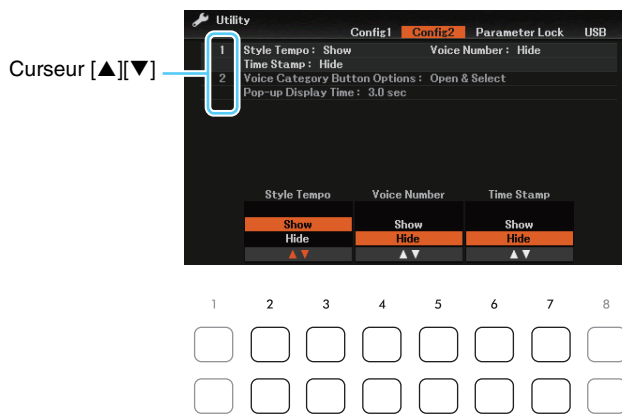 Utility
Config1 Config2 Parameter Lock USB
Curseur [▲][▼]
1 Style Tempo : Show Voice Number : Hide
Time Stamp : Hide
2 Voice Category Button Options : Open & Select
Pop-up Display Time : 3.0 sec
Style Tempo Voice Number Time Stamp
Show Show Show
Hide Hide Hide
▲▼ ▲▼ ▲▼
1 2 3 4 5 6 7 8